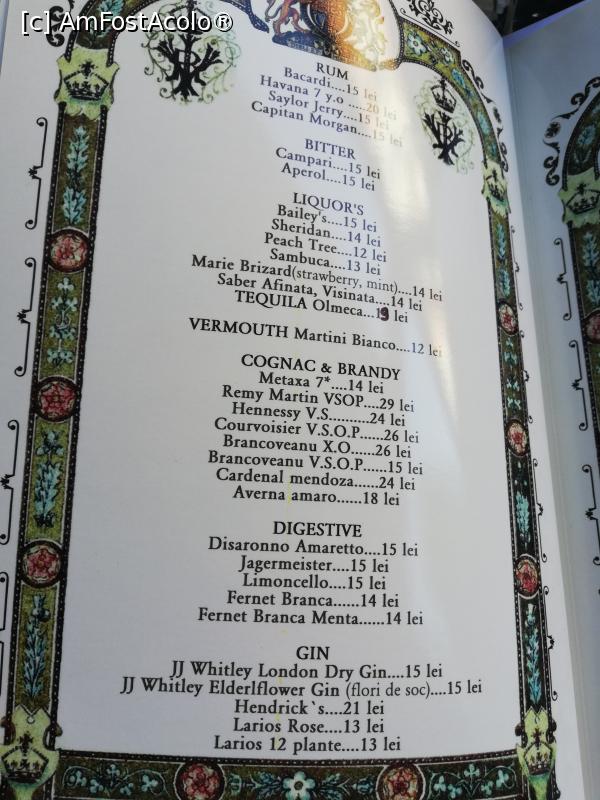 [c] AmFostAcolo®
RUM
Bacardi....15 lei
Havana 7 y.o .....20 lei
Saylor Jerry....15 lei
Capitan Morgan....15 lei
BITTER
Campari....15 lei
Aperol....15 lei
LIQUOR'S
Bailey's....15 lei
Sheridan....14 lei
Peach Tree....12 lei
Sambuca....13 lei
Marie Brizard(strawberry, mint)....14 lei
Saber Afinata, Visinata....14 lei
TEQUILA Olmeca...19 lei
VERMOUTH Martini Bianco....12 lei
COGNAC & BRANDY
Metaxa 7*....14 lei
Remy Martin VSOP....29 lei
Hennessy V.S..........24 lei
Courvoisier V.S.O.P......26 lei
Brancoveanu X.O......26 lei
Brancoveanu V.S.O.P......15 lei
Cardenal mendoza......24 lei
Averna amaro......18 lei
DIGESTIVE
Disaronno Amaretto....15 lei
Jagermeister....15 lei
Limoncello....15 lei
Fernet Branca......14 lei
Fernet Branca Menta......14 lei
GIN
JJ Whitley London Dry Gin....15 lei
JJ Whitley Elderlflower Gin (flori de soc)....15 lei
Hendrick`s....21 lei
Larios Rose....13 lei
Larios 12 plante....13 lei